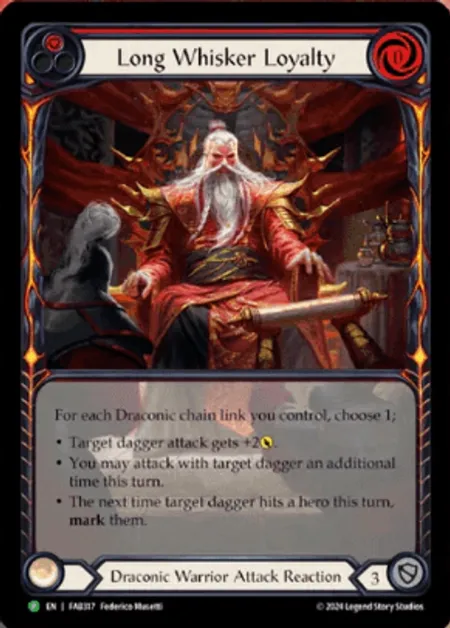 Long Whisker Loyalty
0
For each Draconic chain link you control, choose 1;
• Target dagger attack gets +2.
• You may attack with target dagger an additional
time this turn.
• The next time target dagger hits a hero this turn,
mark them.
Draconic Warrior Attack Reaction
3
P EN | FAB317 Federico Musetti
© 2024 Legend Story Studios